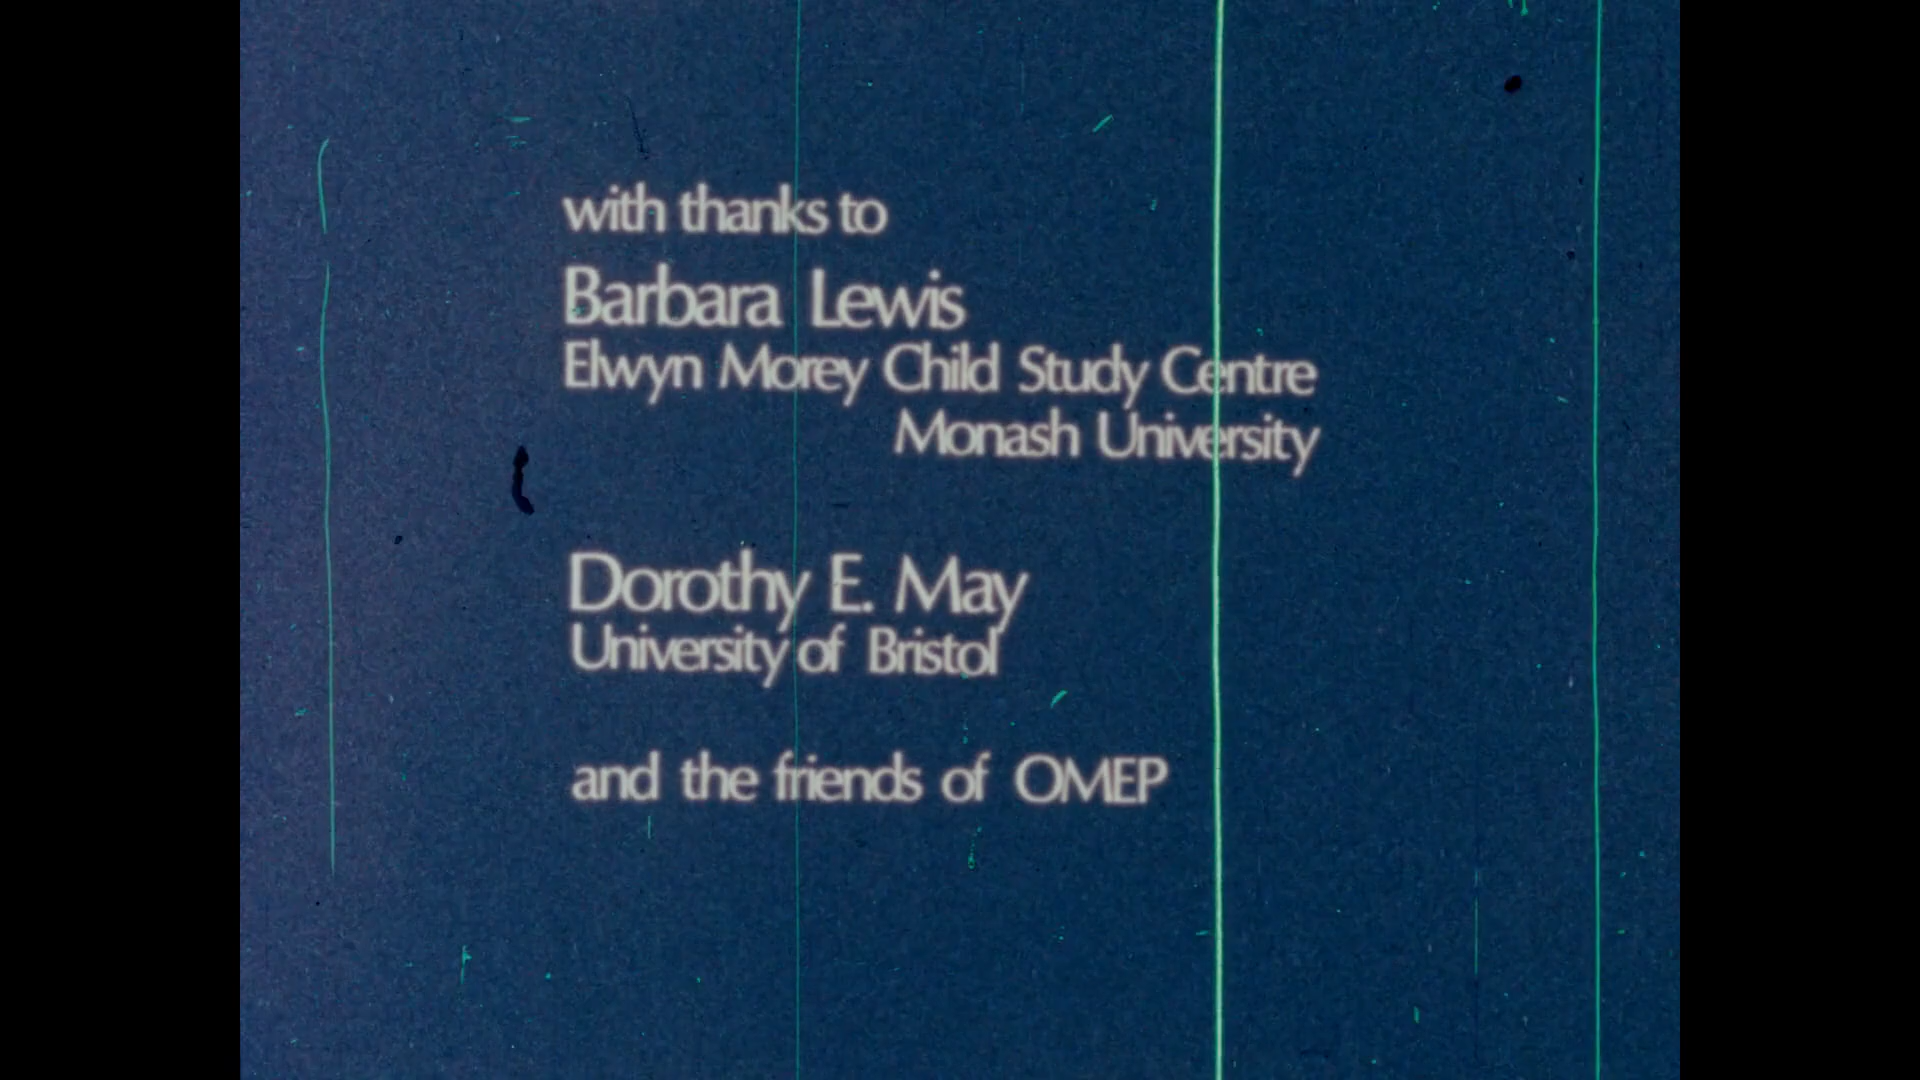 with thanks to
Barbara Lewis
Elwyn Morey Child Study Centre
Monash University
Dorothy E. May
University of Bristol
and the friends of OMEP